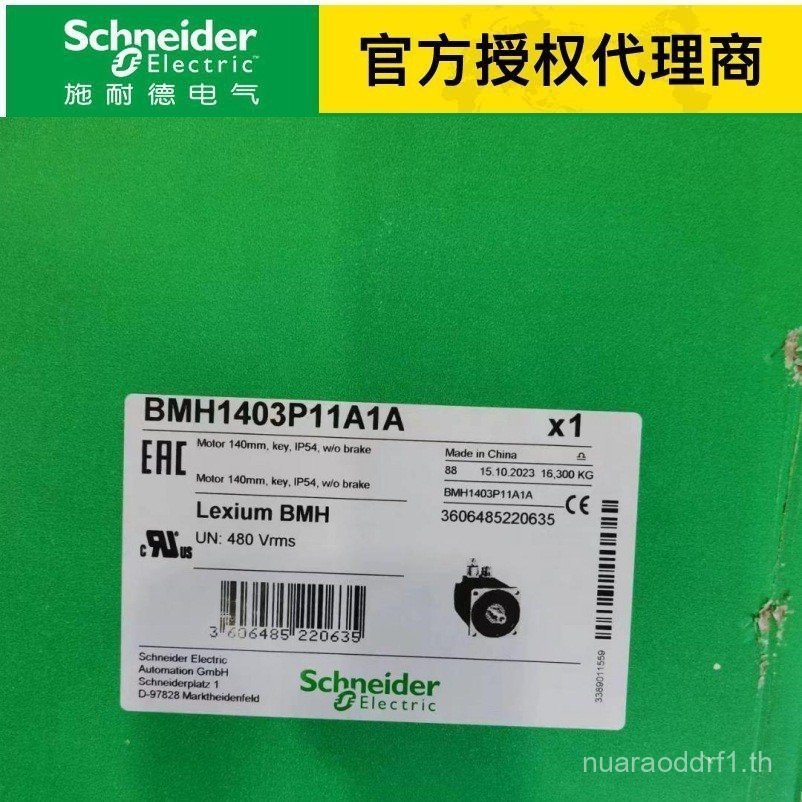 Schneider
Electric™
施耐德电气
官方授权代理商
BMH1403P11A1A
x1
EAC
Motor 140mm, key, IP54, w/o brake
Motor 140mm, key, IP54, w/o brake
Made in China
88 15.10.2023 16,300 KG
BMH1403P11A1A
CE
3606485220635
Lexium BMH
UN: 480 Vrms
c RU US
3 606485 220635
Schneider Electric
Automation GmbH
Schneiderplatz 1
D-97828 Marktheidenfeld
Schneider
Electric
3389011559
nuaraoddrf1.th